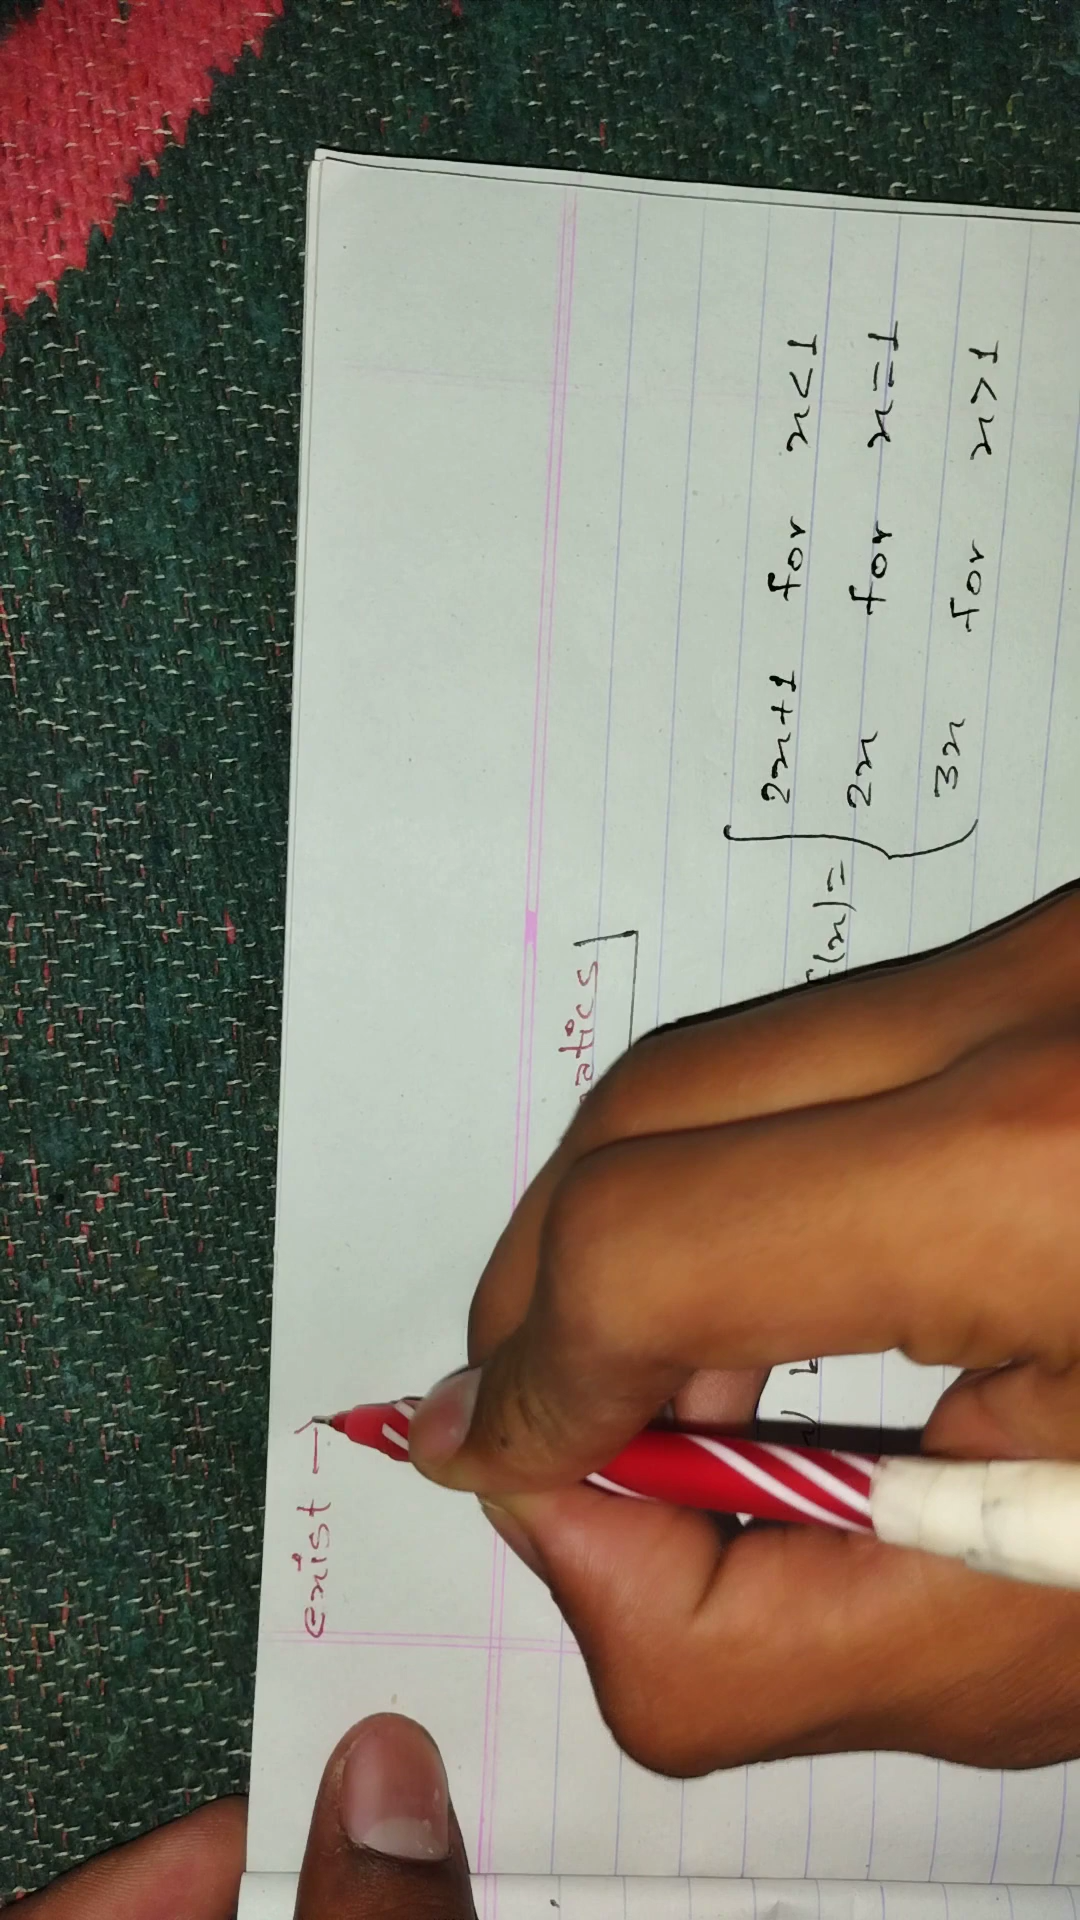 exist →
atics
2x+1 for x<1
f(x)= 2x for x=1
3x for x>1